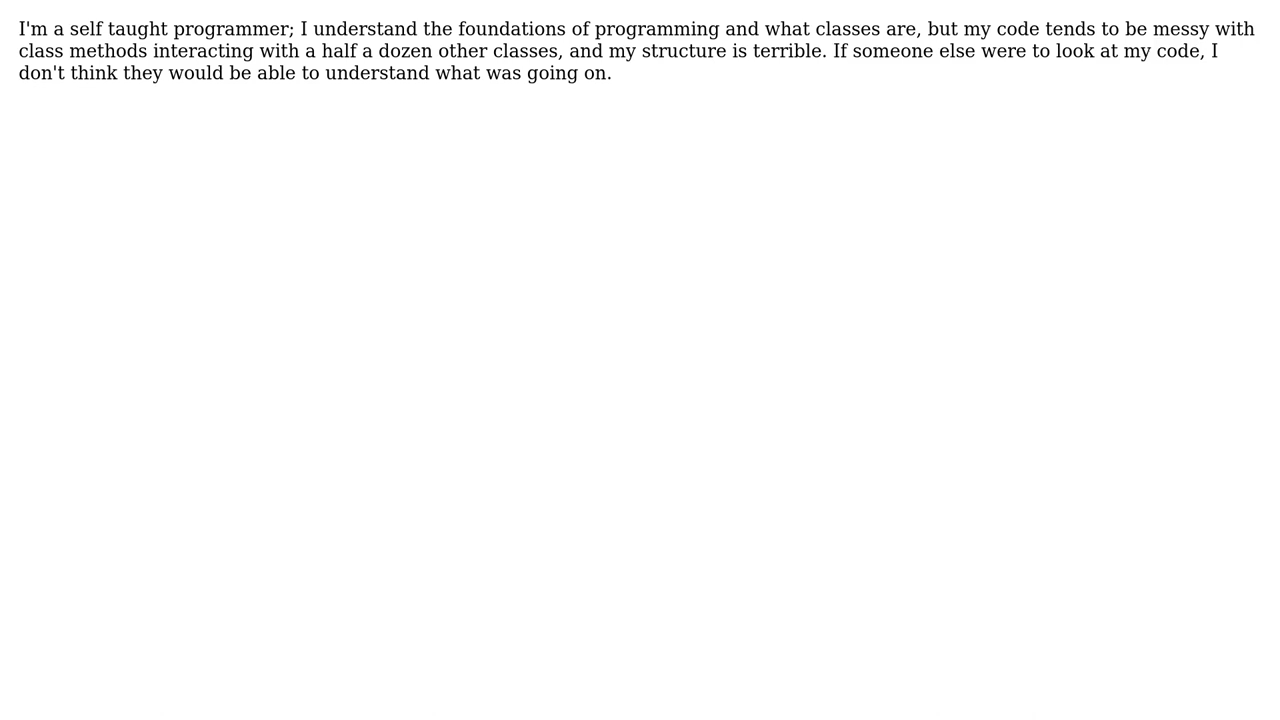 I'm a self taught programmer; I understand the foundations of programming and what classes are, but my code tends to be messy with
class methods interacting with a half a dozen other classes, and my structure is terrible. If someone else were to look at my code, I
don't think they would be able to understand what was going on.